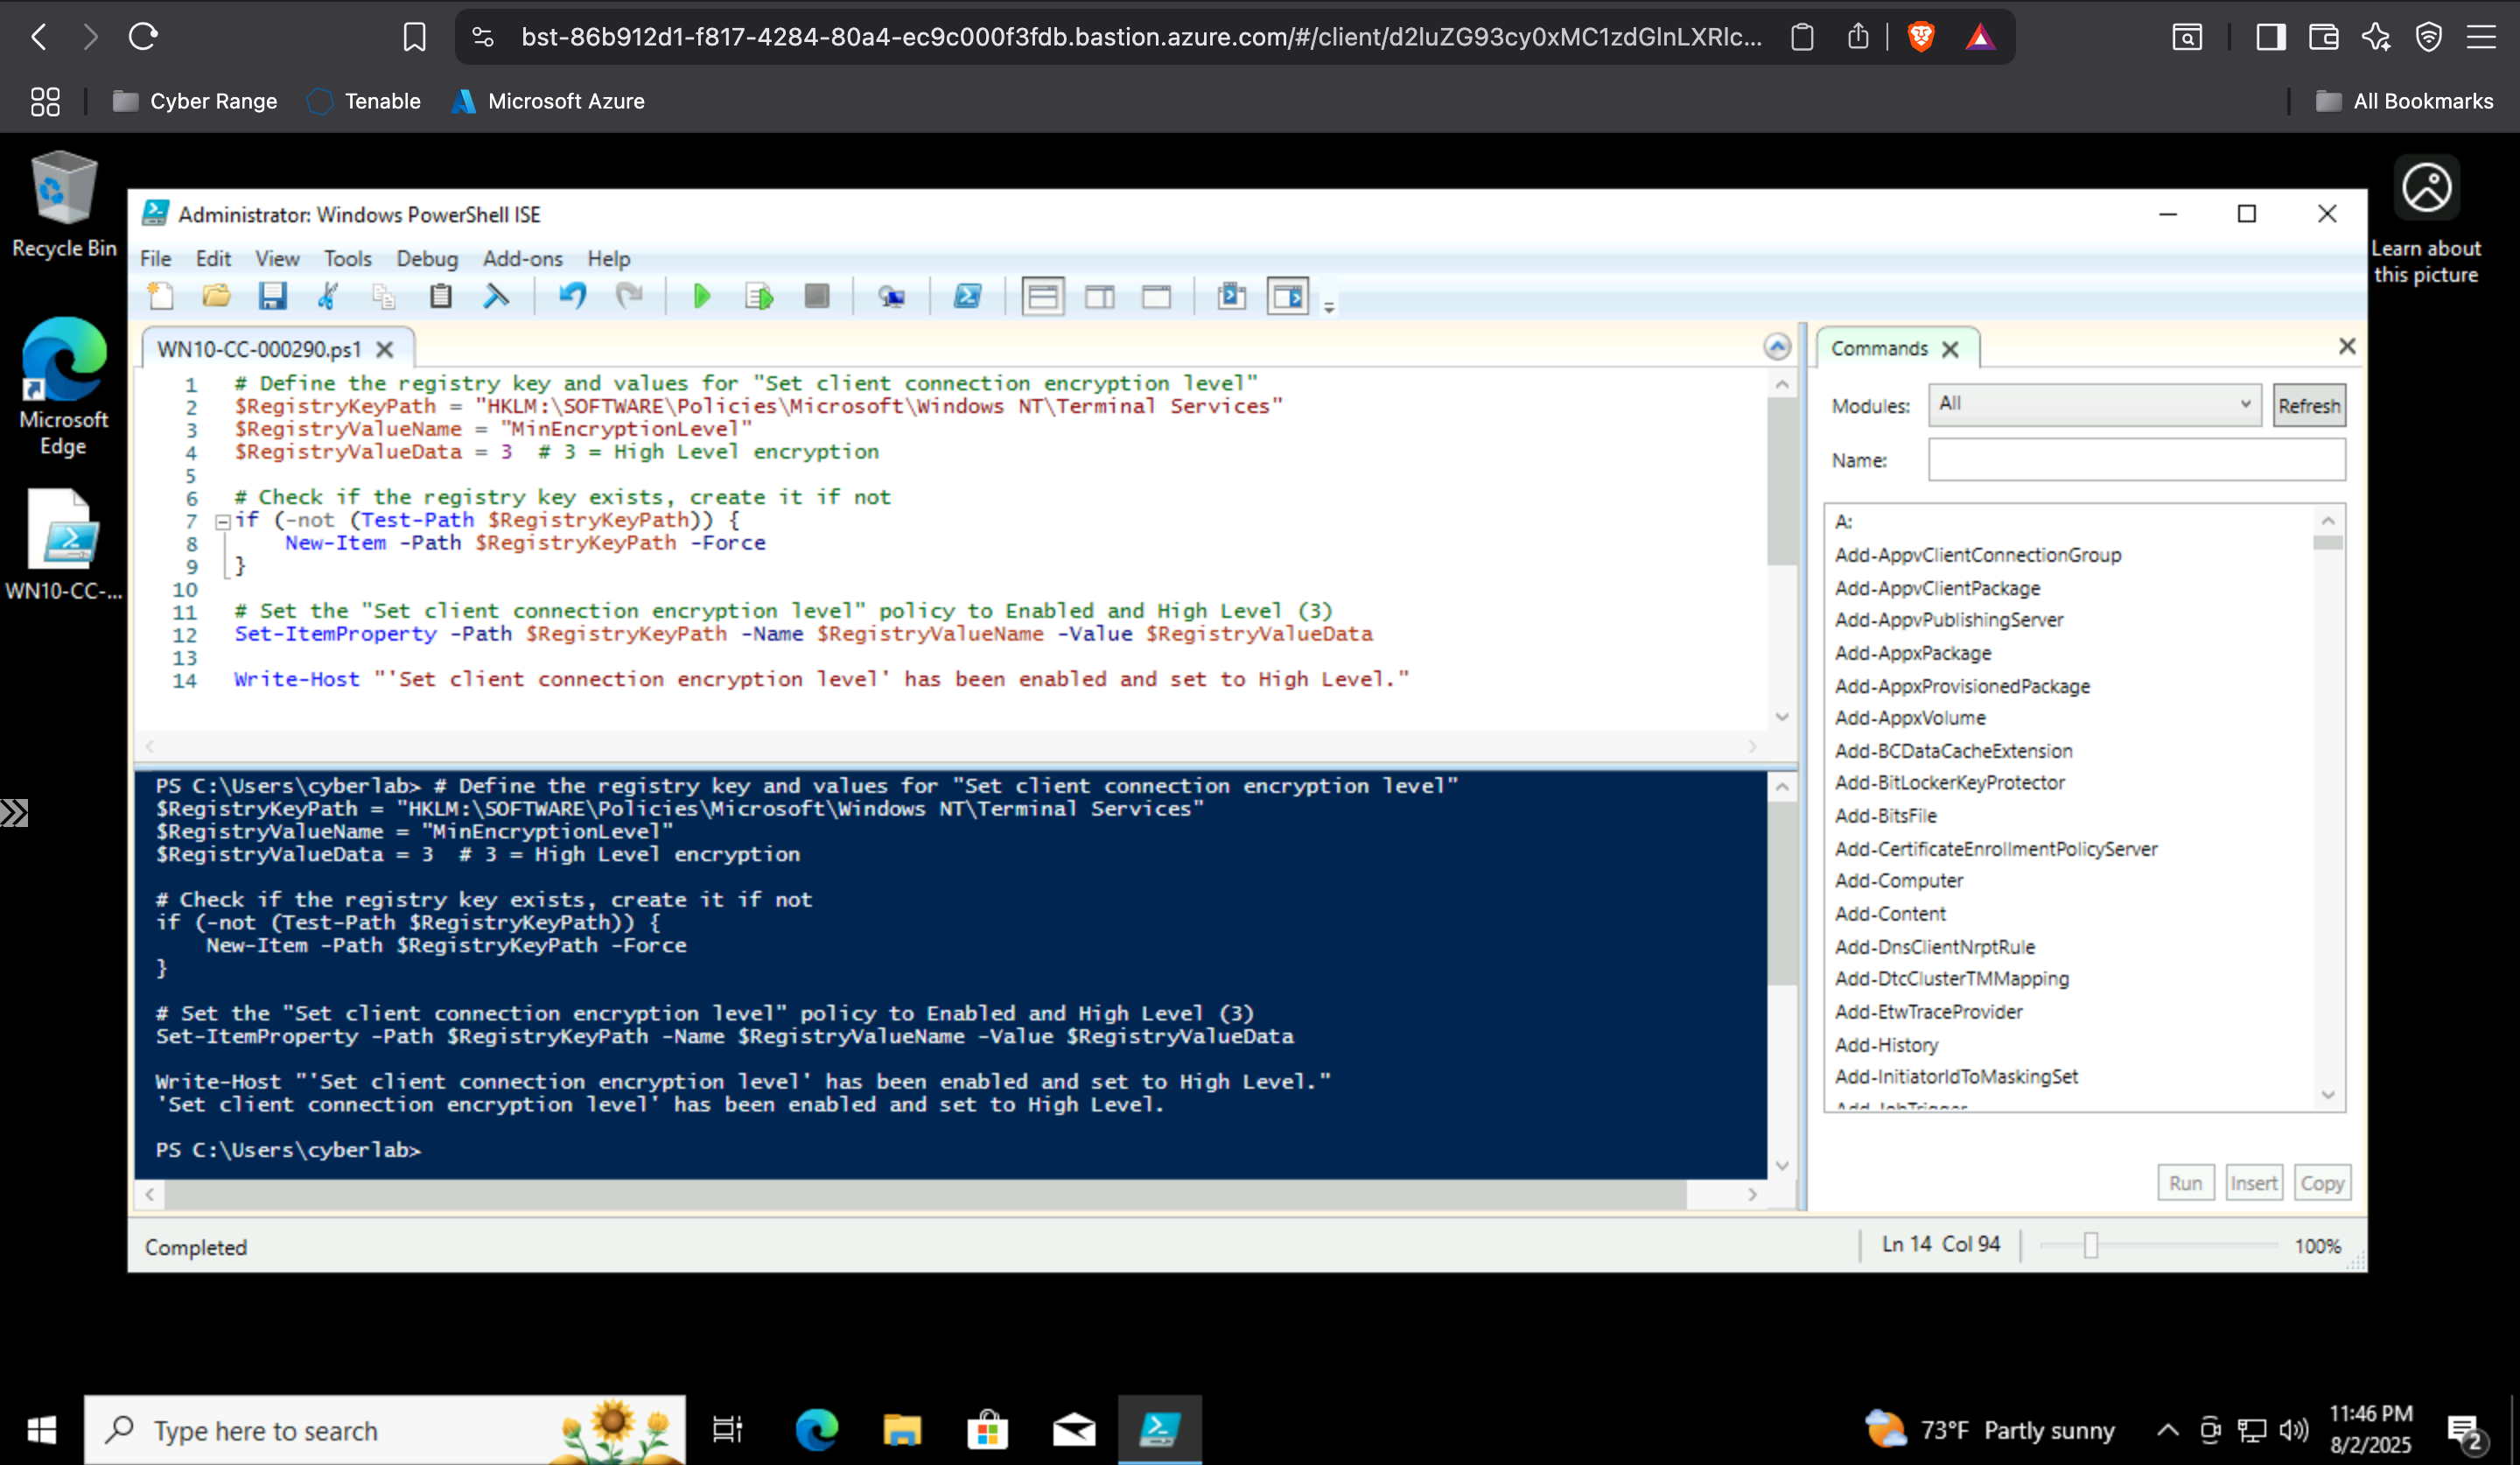 bst-86b912d1-f817-4284-80a4-ec9c000f3fdb.bastion.azure.com/#/client/d2luZG93cy0xMC1zdGlnLXRlc...
Cyber Range
Tenable
Microsoft Azure
All Bookmarks
Recycle Bin
Microsoft Edge
WN10-CC-...
Learn about this picture
Administrator: Windows PowerShell ISE
File Edit View Tools Debug Add-ons Help
WN10-CC-000290.ps1
1 # Define the registry key and values for "Set client connection encryption level"
2 $RegistryKeyPath = "HKLM:\SOFTWARE\Policies\Microsoft\Windows NT\Terminal Services"
3 $RegistryValueName = "MinEncryptionLevel"
4 $RegistryValueData = 3  # 3 = High Level encryption
5
6 # Check if the registry key exists, create it if not
7 if (-not (Test-Path $RegistryKeyPath)) {
8     New-Item -Path $RegistryKeyPath -Force
9 }
10
11 # Set the "Set client connection encryption level" policy to Enabled and High Level (3)
12 Set-ItemProperty -Path $RegistryKeyPath -Name $RegistryValueName -Value $RegistryValueData
13
14 Write-Host "'Set client connection encryption level' has been enabled and set to High Level."
PS C:\Users\cyberlab> # Define the registry key and values for "Set client connection encryption level"
$RegistryKeyPath = "HKLM:\SOFTWARE\Policies\Microsoft\Windows NT\Terminal Services"
$RegistryValueName = "MinEncryptionLevel"
$RegistryValueData = 3  # 3 = High Level encryption
# Check if the registry key exists, create it if not
if (-not (Test-Path $RegistryKeyPath)) {
    New-Item -Path $RegistryKeyPath -Force
}
# Set the "Set client connection encryption level" policy to Enabled and High Level (3)
Set-ItemProperty -Path $RegistryKeyPath -Name $RegistryValueName -Value $RegistryValueData
Write-Host "'Set client connection encryption level' has been enabled and set to High Level."
'Set client connection encryption level' has been enabled and set to High Level.
PS C:\Users\cyberlab>
Commands
Modules: All Refresh
Name:
A:
Add-AppvClientConnectionGroup
Add-AppvClientPackage
Add-AppvPublishingServer
Add-AppxPackage
Add-AppxProvisionedPackage
Add-AppxVolume
Add-BCDataCacheExtension
Add-BitLockerKeyProtector
Add-BitsFile
Add-CertificateEnrollmentPolicyServer
Add-Computer
Add-Content
Add-DnsClientNrptRule
Add-DtcClusterTMMapping
Add-EtwTraceProvider
Add-History
Add-InitiatorIdToMaskingSet
Add-JobTrigger
Run Insert Copy
Completed
Ln 14 Col 94
100%
Type here to search
73°F Partly sunny
11:46 PM
8/2/2025
2